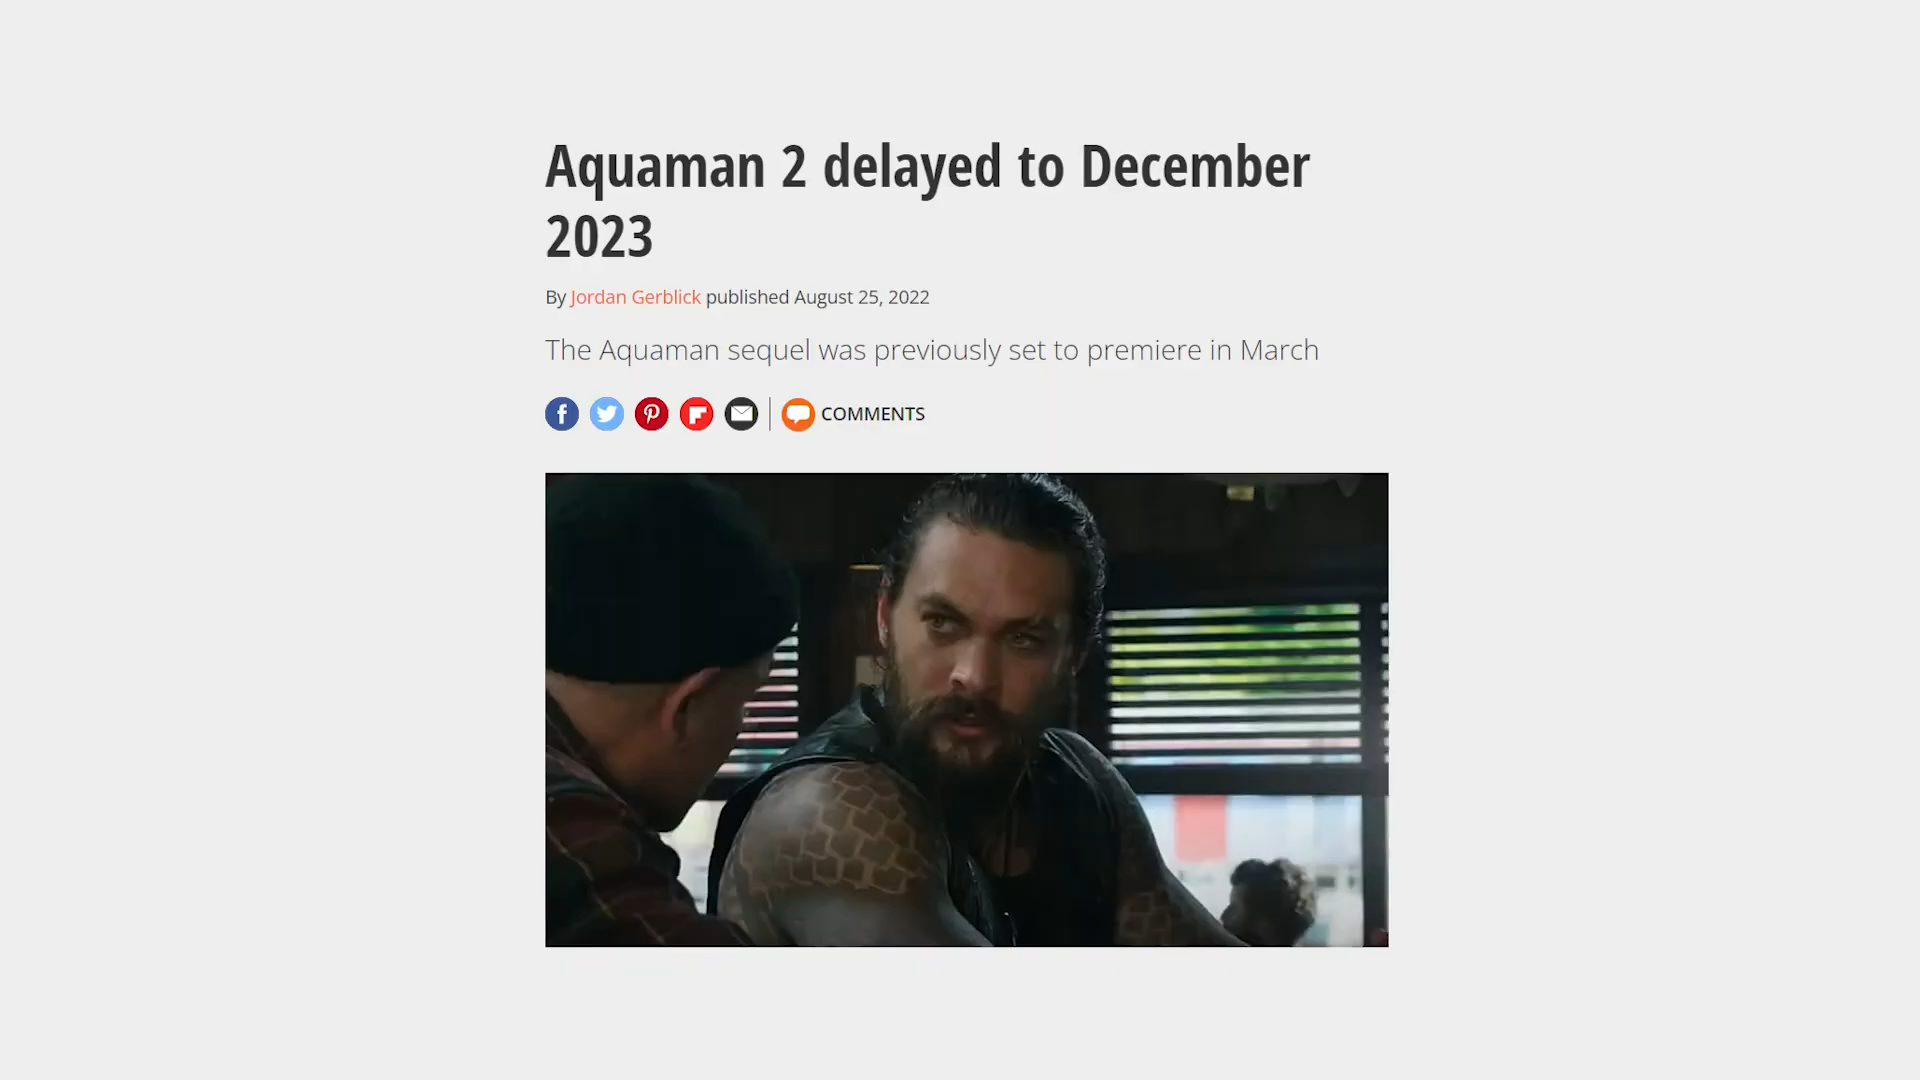 Aquaman 2 delayed to December
2023
By Jordan Gerblick published August 25, 2022
The Aquaman sequel was previously set to premiere in March
COMMENTS